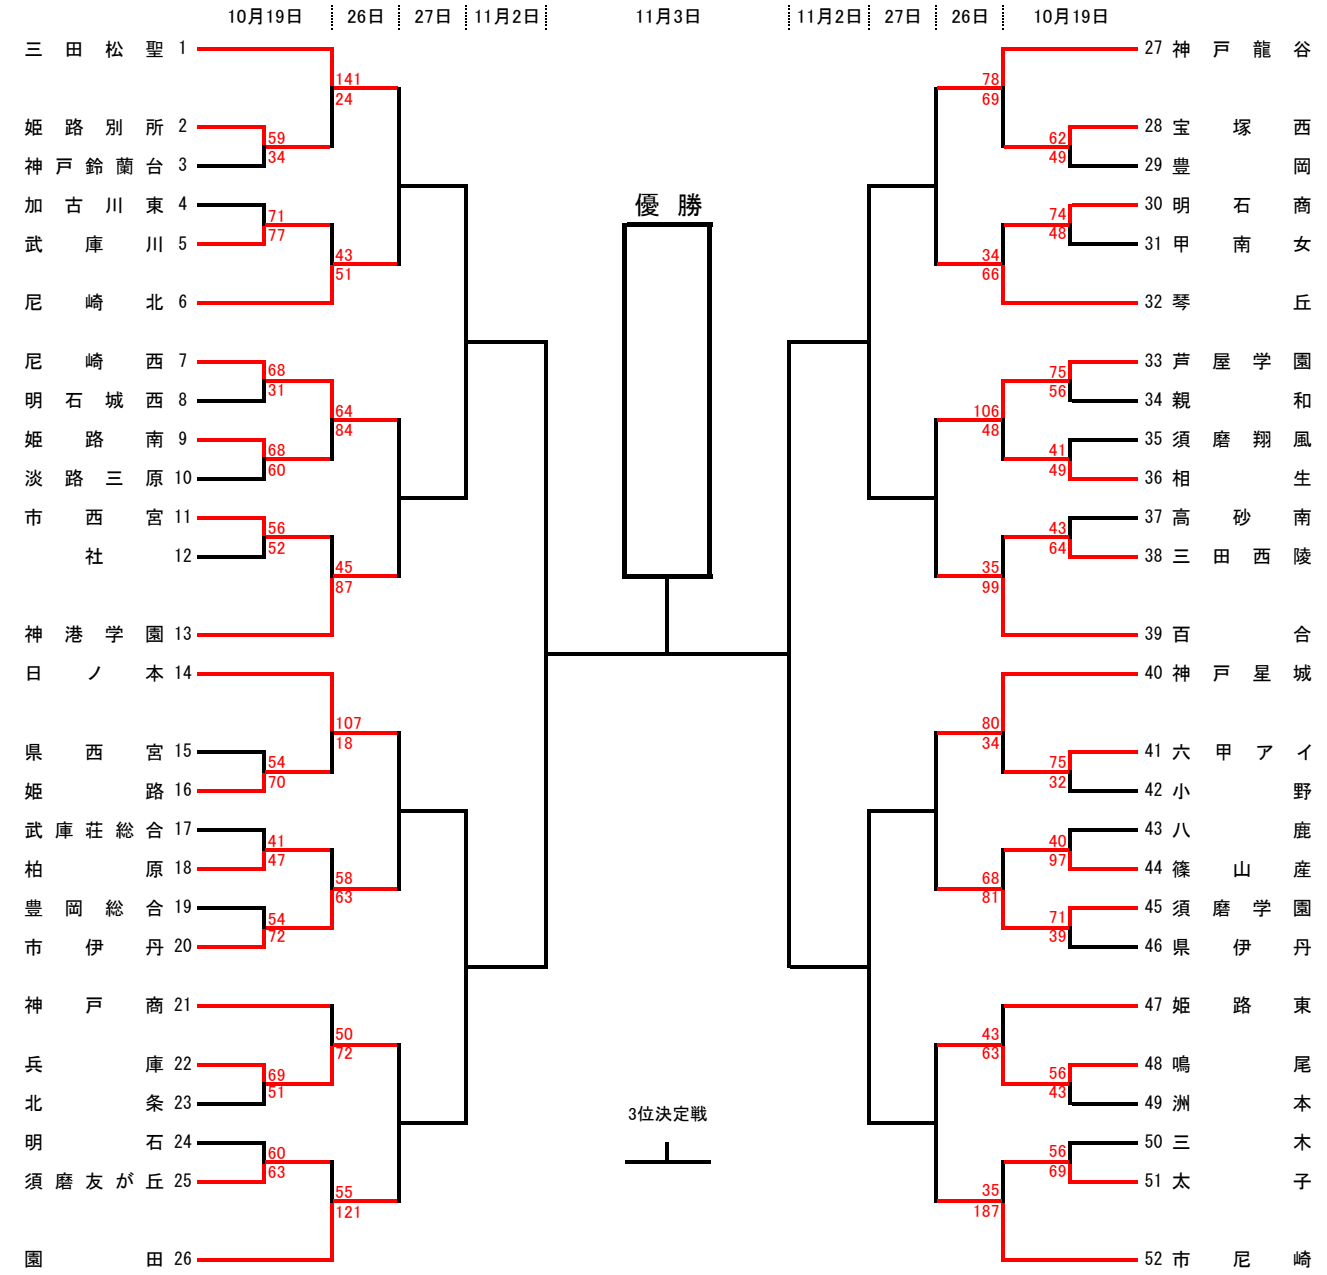 10月19日 26日 27日 11月2日 11月3日 11月2日 27日 26日 10月19日
三田松聖 1
141
24
姫路別所 2
59
34
神戸鈴蘭台 3
加古川東 4
71
77
武庫川 5
43
51
尼崎北 6
尼崎西 7
68
31
明石城西 8
64
84
姫路南 9
68
60
淡路三原 10
市西宮 11
56
52
社 12
45
87
神港学園 13
日ノ本 14
107
18
県西宮 15
54
70
姫路 16
武庫荘総合 17
41
47
柏原 18
58
63
豊岡総合 19
54
72
市伊丹 20
神戸商 21
50
72
兵庫 22
69
51
北条 23
明石 24
60
63
須磨友が丘 25
55
121
園田 26
優勝
3位決定戦
27 神戸龍谷
78
69
28 宝塚西
62
49
29 豊岡
30 明石商
74
48
31 甲南女
34
66
32 琴丘
33 芦屋学園
75
56
34 親和
106
48
35 須磨翔風
41
49
36 相生
37 高砂南
43
64
38 三田西陵
35
99
39 百合
40 神戸星城
80
34
41 六甲アイ
75
32
42 小野
43 八鹿
40
97
44 篠山産
68
81
45 須磨学園
71
39
46 県伊丹
47 姫路東
43
63
48 鳴尾
56
43
49 洲本
50 三木
56
69
51 太子
35
187
52 市尼崎